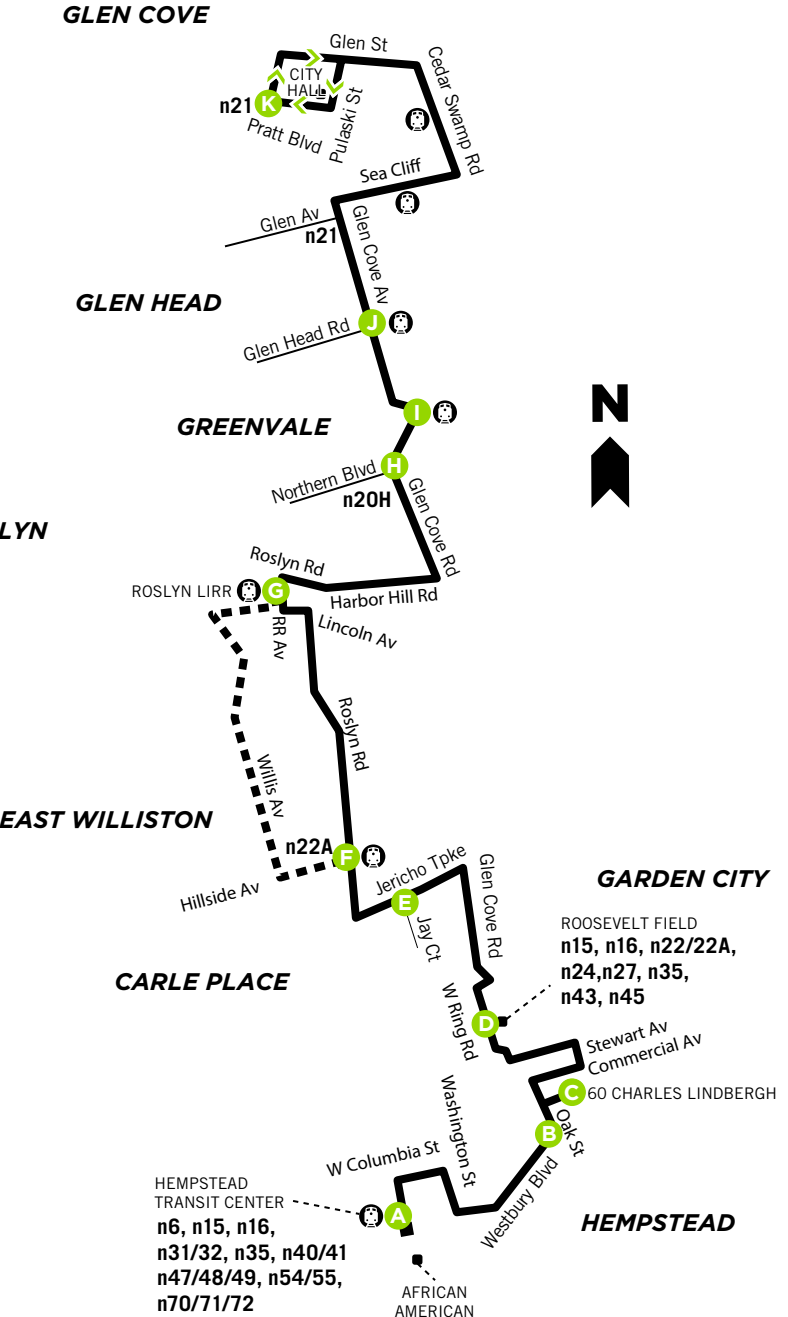 GLEN COVE
Glen St
Cedar Swamp Rd
CITY
HALL
K
n21
Pratt Blvd
Pulaski St
Sea Cliff
Glen Av
n21
Glen Cove Av
GLEN HEAD
J
Glen Head Rd
I
GREENVALE
N
H
Northern Blvd
n20H
Glen Cove Rd
LYN
Roslyn Rd
ROSLYN LIRR
G
Harbor Hill Rd
RR Av
Lincoln Av
Roslyn Rd
Willis Av
EAST WILLISTON
n22A
F
Hillside Av
Jericho Tpke
E
Jay Ct
Glen Cove Rd
GARDEN CITY
ROOSEVELT FIELD
n15, n16, n22/22A,
n24,n27, n35,
n43, n45
CARLE PLACE
W Ring Rd
D
Stewart Av
Commercial Av
C
60 CHARLES LINDBERGH
Oak St
B
Washington St
W Columbia St
Westbury Blvd
HEMPSTEAD
TRANSIT CENTER
n6, n15, n16,
n31/32, n35, n40/41
n47/48/49, n54/55,
n70/71/72
A
HEMPSTEAD
AFRICAN
AMERICAN